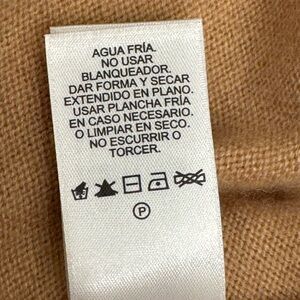 AGUA FRÍA.
NO USAR
BLANQUEADOR.
DAR FORMA Y SECAR
EXTENDIDO EN PLANO.
USAR PLANCHA FRÍA
EN CASO NECESARIO.
O LIMPIAR EN SECO.
NO ESCURRIR O
TORCER.
P